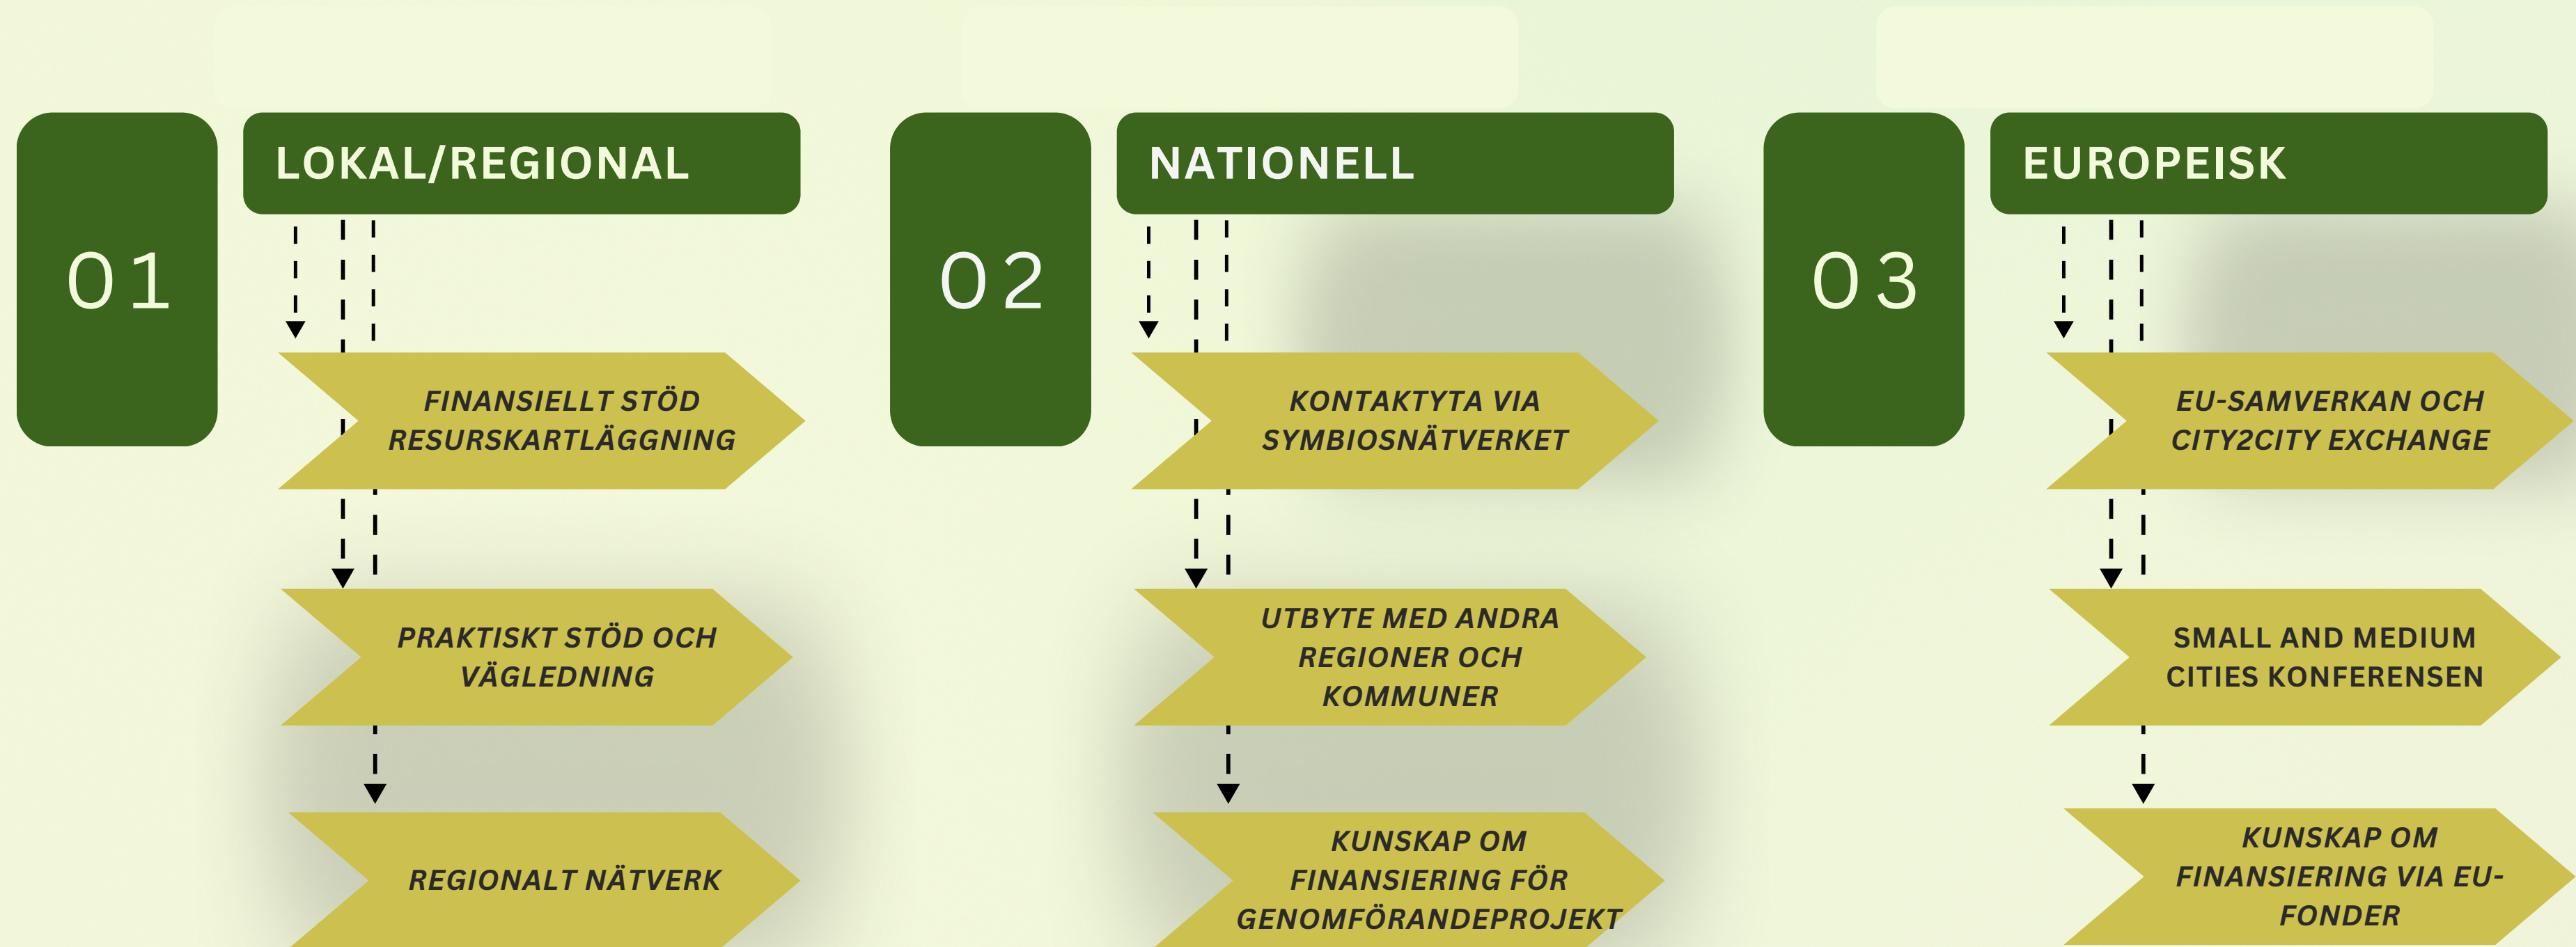 01
LOKAL/REGIONAL
FINANSIELLT STÖD
RESURSKARTLÄGGNING
PRAKTISKT STÖD OCH
VÄGLEDNING
REGIONALT NÄTVERK
02
NATIONELL
KONTAKTYTA VIA
SYMBIOSNÄTVERKET
UTBYTE MED ANDRA
REGIONER OCH
KOMMUNER
KUNSKAP OM
FINANSIERING FÖR
GENOMFÖRANDEPROJEKT
03
EUROPEISK
EU-SAMVERKAN OCH
CITY2CITY EXCHANGE
SMALL AND MEDIUM
CITIES KONFERENSEN
KUNSKAP OM
FINANSIERING VIA EU-
FONDER